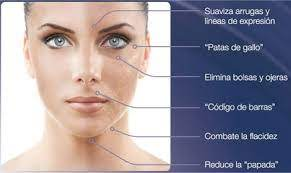 Suaviza arrugas y
líneas de expresión
"Patas de gallo"
Elimina bolsas y ojeras
"Código de barras"
Combate la flacidez
Reduce la "papada"